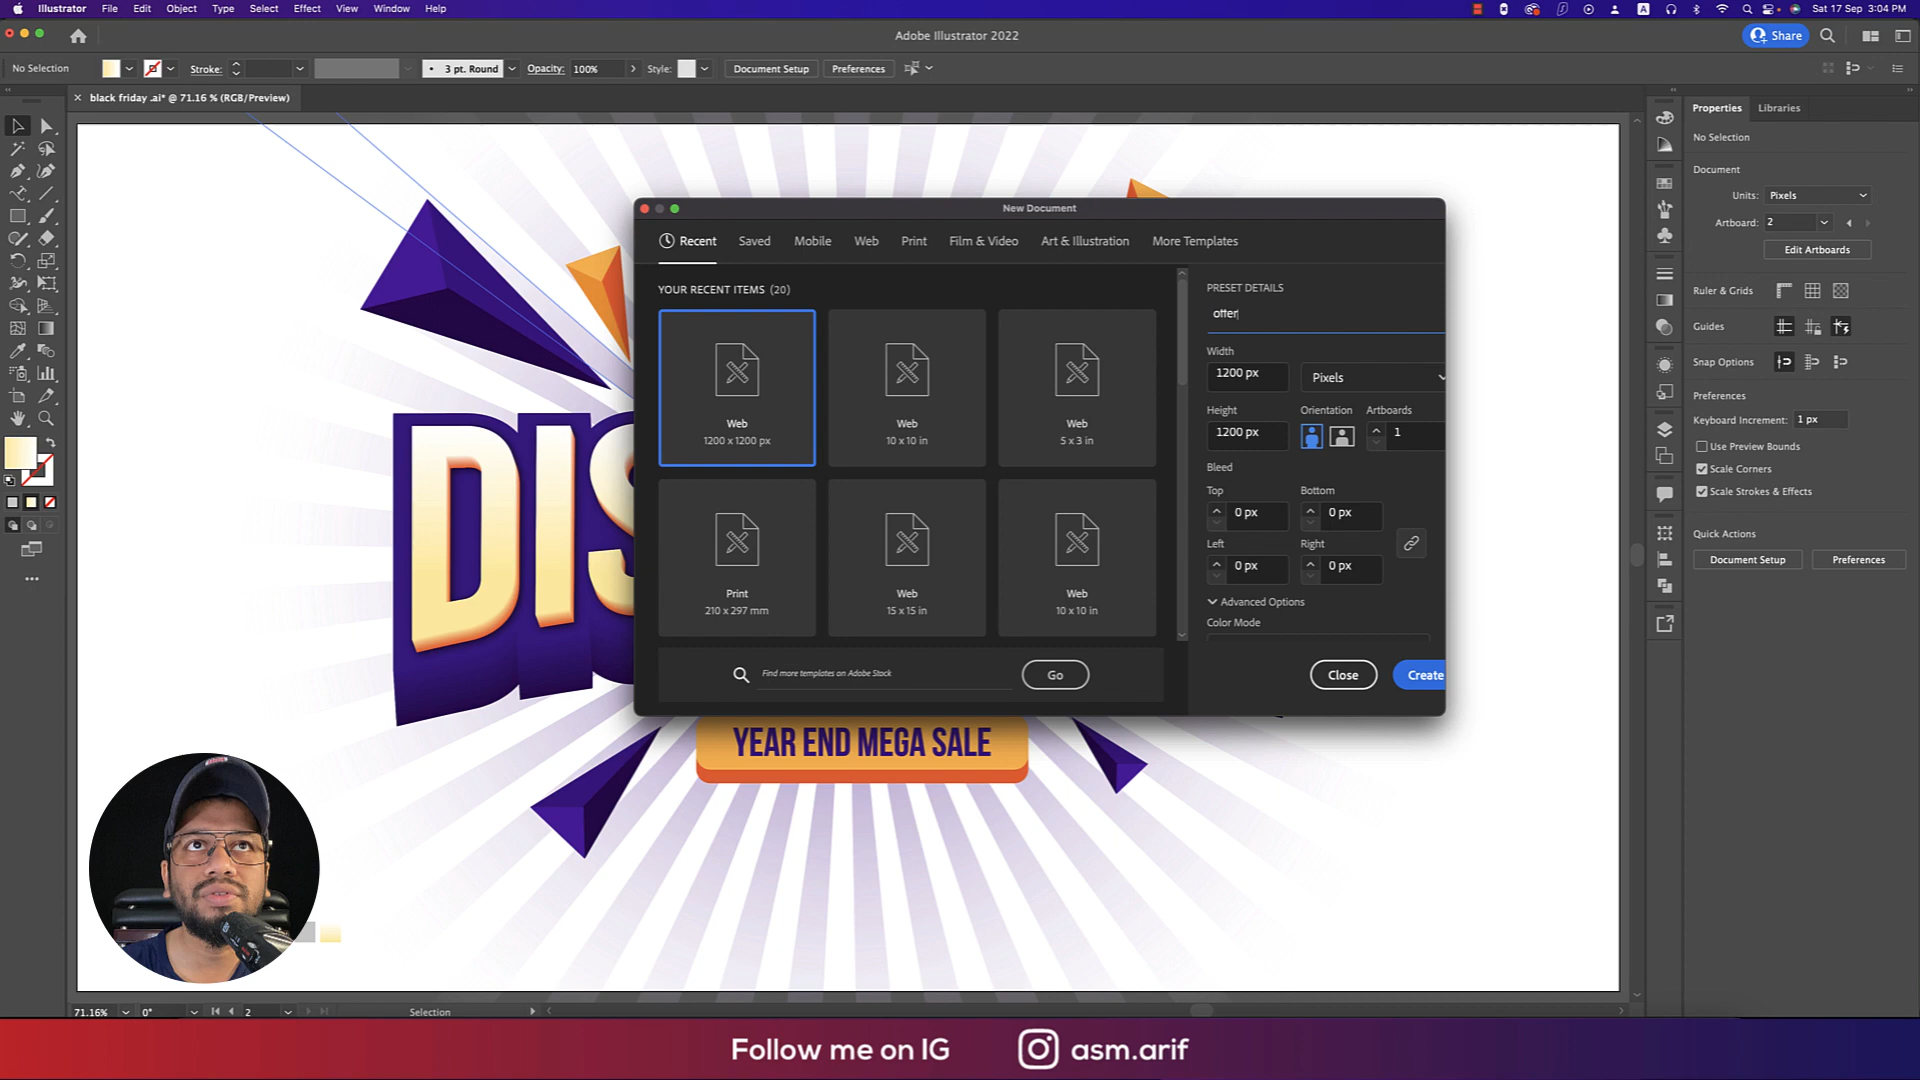 Illustrator File Edit Object Type Select Effect View Window Help
A Sat 17 Sep 3:04 PM
Adobe Illustrator 2022
Share
No Selection
Stroke:
3 pt. Round
Opacity: 100%
Style:
Document Setup
Preferences
black friday .ai* @ 71.16 % (RGB/Preview)
Properties
Libraries
No Selection
Document
Units: Pixels
Artboard: 2
Edit Artboards
Ruler & Grids
Guides
Snap Options
Preferences
Keyboard Increment: 1 px
Use Preview Bounds
Scale Corners
Scale Strokes & Effects
Quick Actions
Document Setup
Preferences
New Document
Recent Saved Mobile Web Print Film & Video Art & Illustration More Templates
YOUR RECENT ITEMS (20)
Web
1200 x 1200 px
Web
10 x 10 in
Web
5 x 3 in
Print
210 x 297 mm
Web
15 x 15 in
Web
10 x 10 in
Find more templates on Adobe Stock
Go
PRESET DETAILS
offer
Width
1200 px
Pixels
Height
Orientation
Artboards
1200 px
1
Bleed
Top
Bottom
0 px
0 px
Left
Right
0 px
0 px
Advanced Options
Color Mode
Close
Create
DIS
YEAR END MEGA SALE
71.16%
0°
2
Selection
Follow me on IG
asm.arif